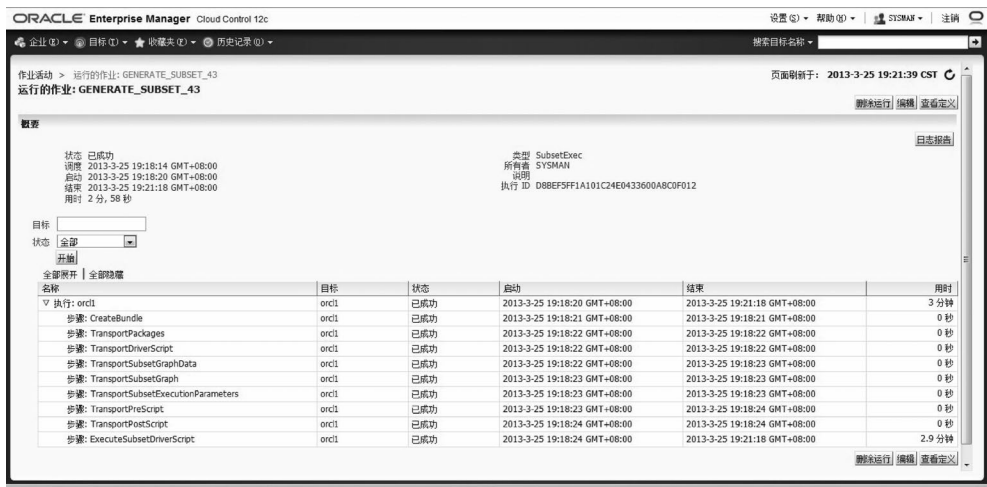 ORACLE Enterprise Manager Cloud Control 12c
设置(S) 帮助(H) SYSMAN 注销
企业(E) 目标(T) 收藏夹(F) 历史记录(O)
搜索目标名称
作业活动 > 运行的作业: GENERATE_SUBSET_43
页面刷新于: 2013-3-25 19:21:39 CST
运行的作业: GENERATE_SUBSET_43
删除运行 编辑 查看定义
概要
日志报告
状态 已成功
调度 2013-3-25 19:18:14 GMT+08:00
启动 2013-3-25 19:18:20 GMT+08:00
结束 2013-3-25 19:21:18 GMT+08:00
用时 2 分, 58 秒
类型 SubsetExec
所有者 SYSMAN
说明
执行 ID D8BEF5FF1A101C24E0433600A8C0F012
目标
状态 全部
开始
全部展开 | 全部隐藏
名称 目标 状态 启动 结束 用时
执行: orcl1 orcl1 已成功 2013-3-25 19:18:20 GMT+08:00 2013-3-25 19:21:18 GMT+08:00 3 分钟
步骤: CreateBundle orcl1 已成功 2013-3-25 19:18:21 GMT+08:00 2013-3-25 19:18:21 GMT+08:00 0 秒
步骤: TransportPackages orcl1 已成功 2013-3-25 19:18:22 GMT+08:00 2013-3-25 19:18:22 GMT+08:00 0 秒
步骤: TransportDriverScript orcl1 已成功 2013-3-25 19:18:22 GMT+08:00 2013-3-25 19:18:22 GMT+08:00 0 秒
步骤: TransportSubsetGraphData orcl1 已成功 2013-3-25 19:18:22 GMT+08:00 2013-3-25 19:18:23 GMT+08:00 0 秒
步骤: TransportSubsetGraph orcl1 已成功 2013-3-25 19:18:23 GMT+08:00 2013-3-25 19:18:23 GMT+08:00 0 秒
步骤: TransportSubsetExecutionParameters orcl1 已成功 2013-3-25 19:18:23 GMT+08:00 2013-3-25 19:18:23 GMT+08:00 0 秒
步骤: TransportPreScript orcl1 已成功 2013-3-25 19:18:23 GMT+08:00 2013-3-25 19:18:24 GMT+08:00 0 秒
步骤: TransportPostScript orcl1 已成功 2013-3-25 19:18:24 GMT+08:00 2013-3-25 19:18:24 GMT+08:00 0 秒
步骤: ExecuteSubsetDriverScript orcl1 已成功 2013-3-25 19:18:24 GMT+08:00 2013-3-25 19:21:18 GMT+08:00 2.9 分钟
删除运行 编辑 查看定义